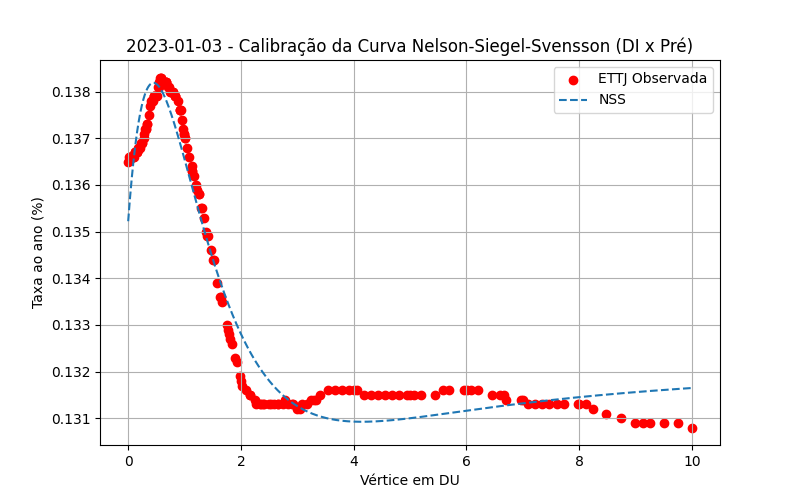 2023-01-03 - Calibração da Curva Nelson-Siegel-Svensson (DI x Pré)
ETTJ Observada
NSS
Taxa ao ano (%)
0.138
0.137
0.136
0.135
0.134
0.133
0.132
0.131
0 2 4 6 8 10
Vértice em DU